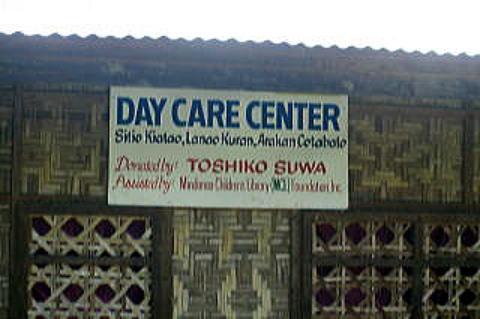 DAY CARE CENTER
Sitio Kiatao, Lanao Kuran, Arakan Cotabato
Donated by: TOSHIKO SUWA
Assisted by: Mindanao Children's Library (MCL) Foundation Inc.